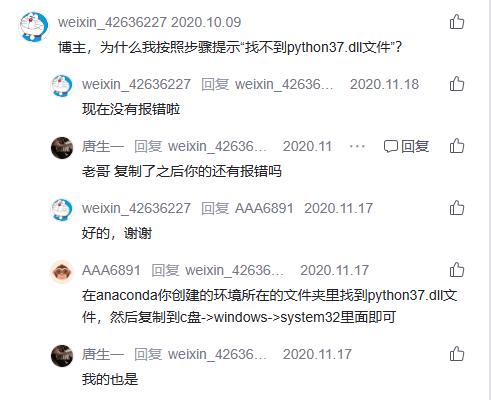 weixin_42636227 2020.10.09
博主，为什么我按照步骤提示“找不到python37.dll文件”？
weixin_42636227 回复 weixin_42636... 2020.11.18
现在没有报错啦
唐生一 回复 weixin_42636... 2020.11 ··· 回复
老哥 复制了之后你的还有报错吗
weixin_42636227 回复 AAA6891 2020.11.17
好的，谢谢
AAA6891 回复 weixin_42636... 2020.11.17
在anaconda你创建的环境所在的文件夹里找到python37.dll文
件，然后复制到c盘->windows->system32里面即可
唐生一 回复 weixin_42636... 2020.11.17
我的也是